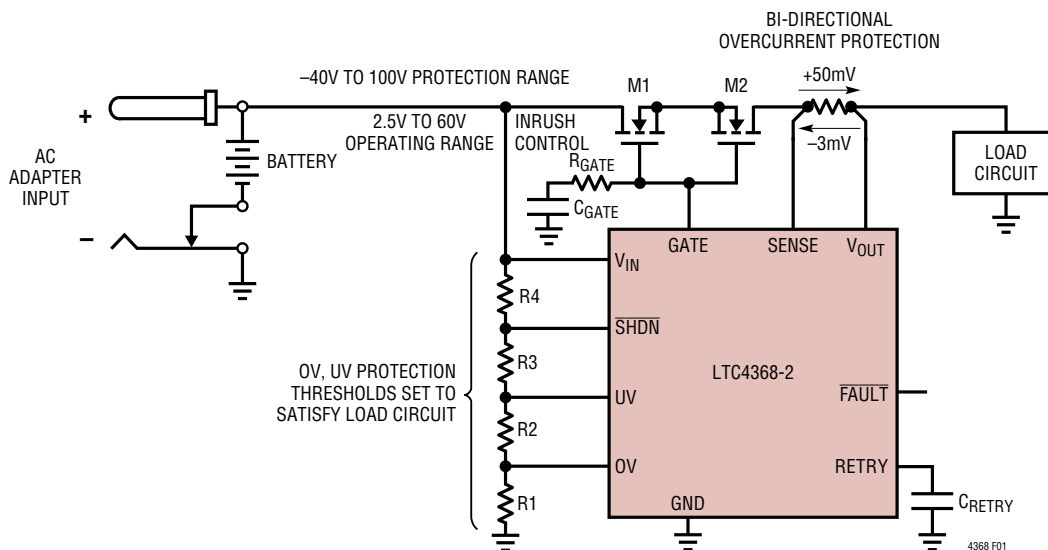 BI-DIRECTIONAL
OVERCURRENT PROTECTION
–40V TO 100V PROTECTION RANGE
M1
M2
+50mV
+
2.5V TO 60V
OPERATING RANGE
INRUSH
CONTROL
–3mV
AC
ADAPTER
INPUT
BATTERY
RGATE
CGATE
LOAD
CIRCUIT
–
GATE
SENSE
VOUT
VIN
R4
SHDN
R3
OV, UV PROTECTION
THRESHOLDS SET TO
SATISFY LOAD CIRCUIT
LTC4368-2
UV
FAULT
R2
OV
RETRY
R1
GND
CRETRY
4368 F01